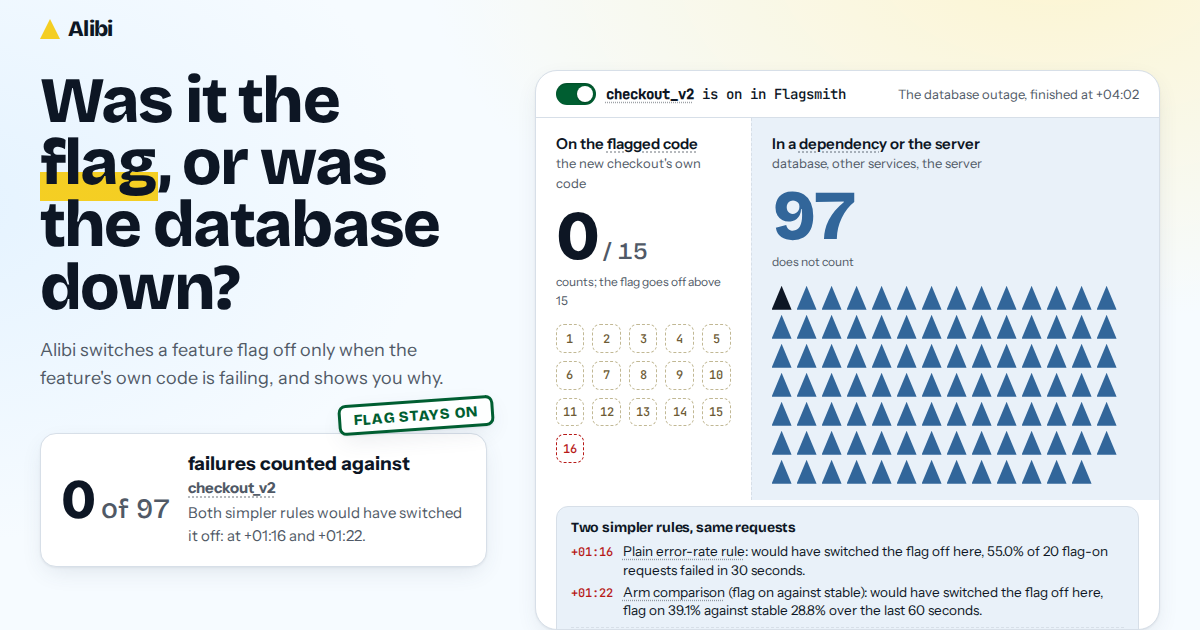 Alibi
Was it the
flag, or was
the database
down?
Alibi switches a feature flag off only when the
feature's own code is failing, and shows you why.
FLAG STAYS ON
0 of 97
failures counted against
checkout_v2
Both simpler rules would have switched
it off: at +01:16 and +01:22.
checkout_v2 is on in Flagsmith
The database outage, finished at +04:02
On the flagged code
the new checkout's own
code
0 / 15
counts; the flag goes off above
15
1 2 3 4 5
6 7 8 9 10
11 12 13 14 15
16
In a dependency or the server
database, other services, the server
97
does not count
Two simpler rules, same requests
+01:16 Plain error-rate rule: would have switched the flag off here, 55.0% of 20 flag-on
requests failed in 30 seconds.
+01:22 Arm comparison (flag on against stable): would have switched the flag off here,
flag on 39.1% against stable 28.8% over the last 60 seconds.